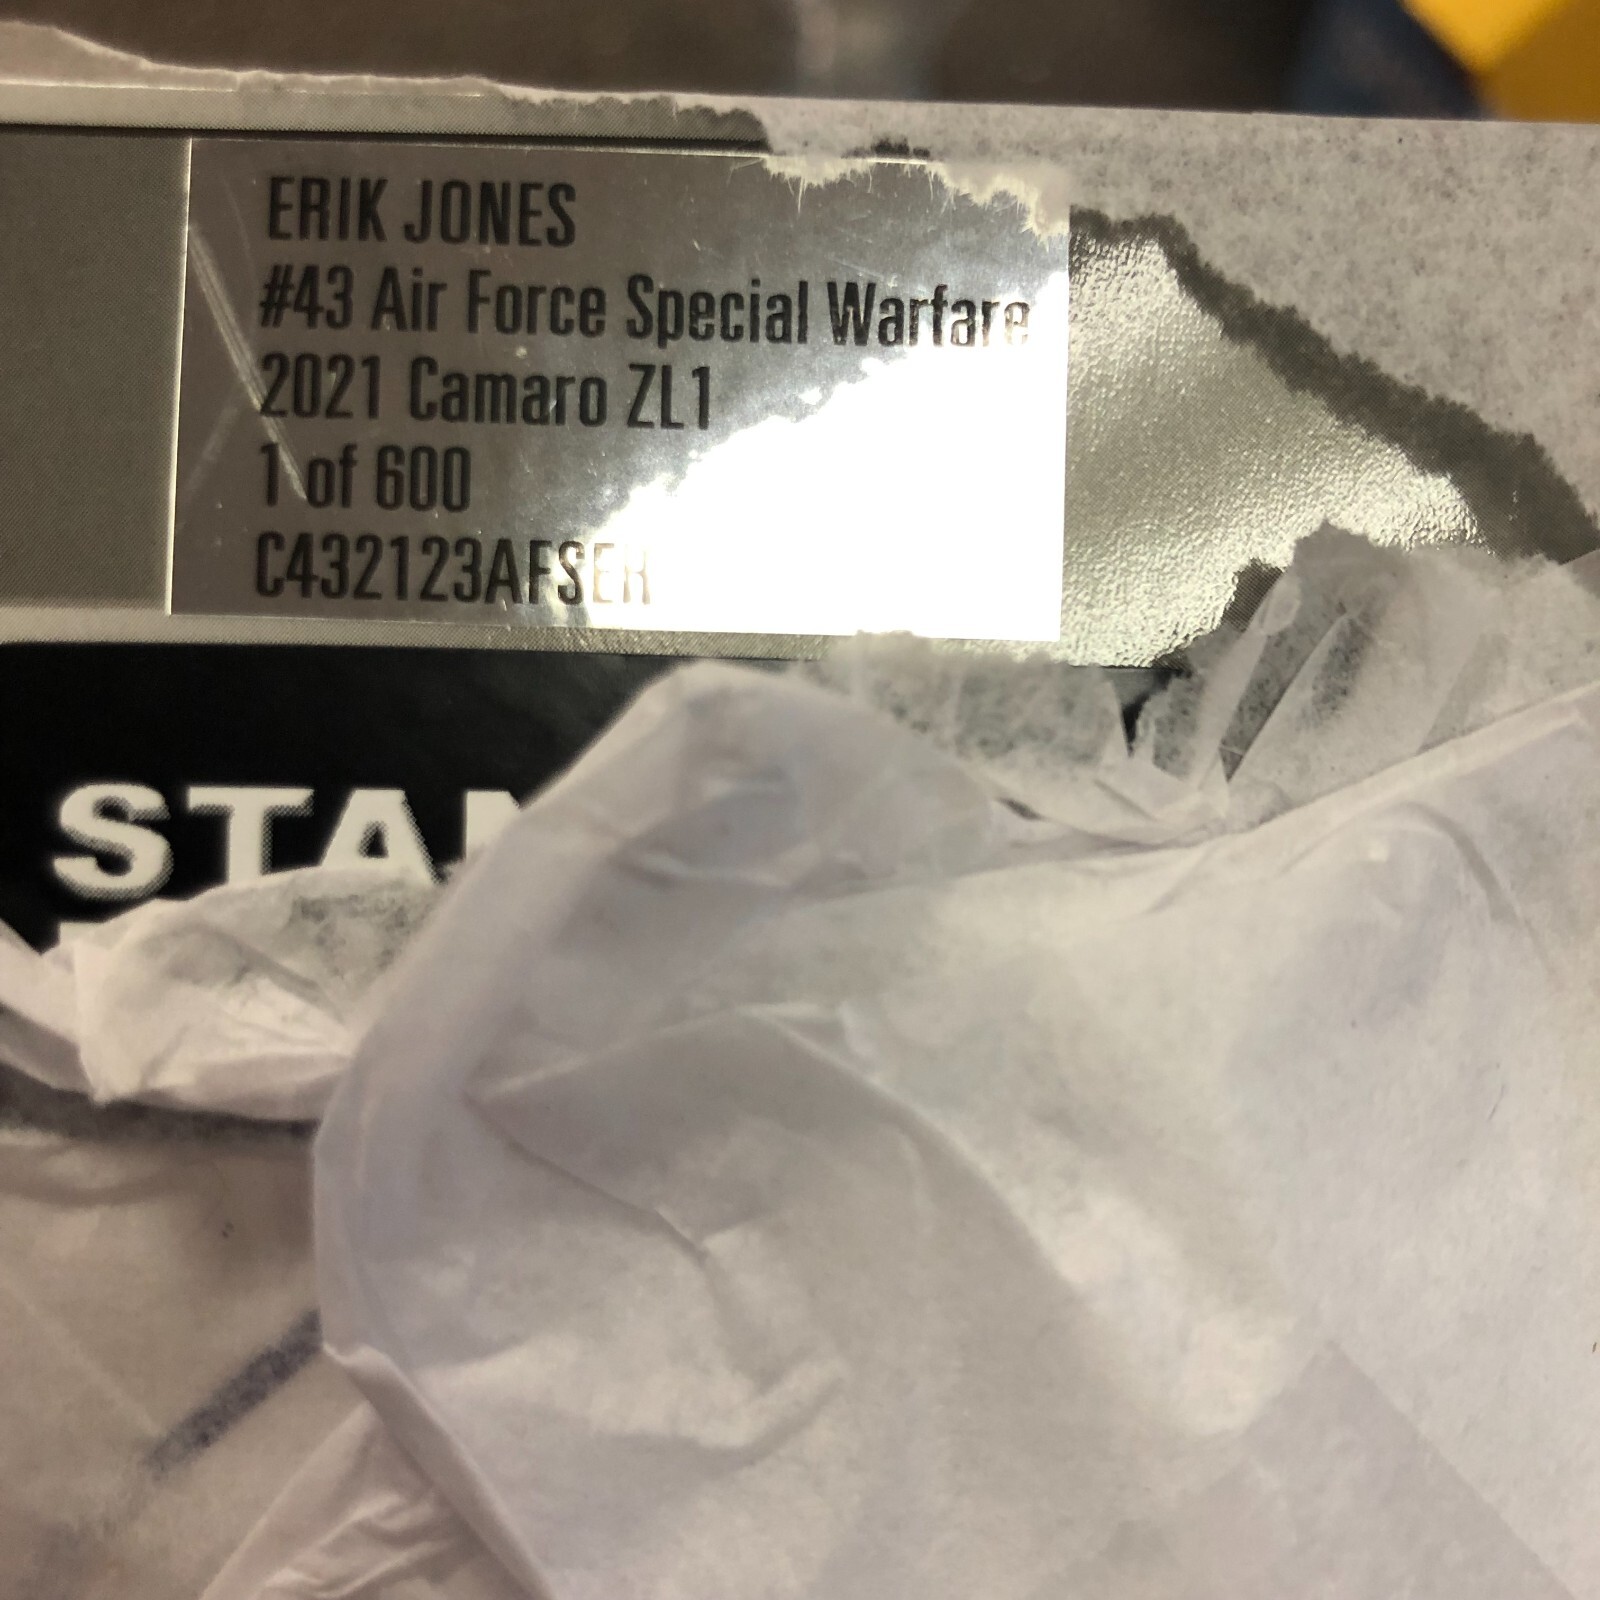 ERIK JONES
#43 Air Force Special Warfare
2021 Camaro ZL1
1 of 600
C432123AFSER